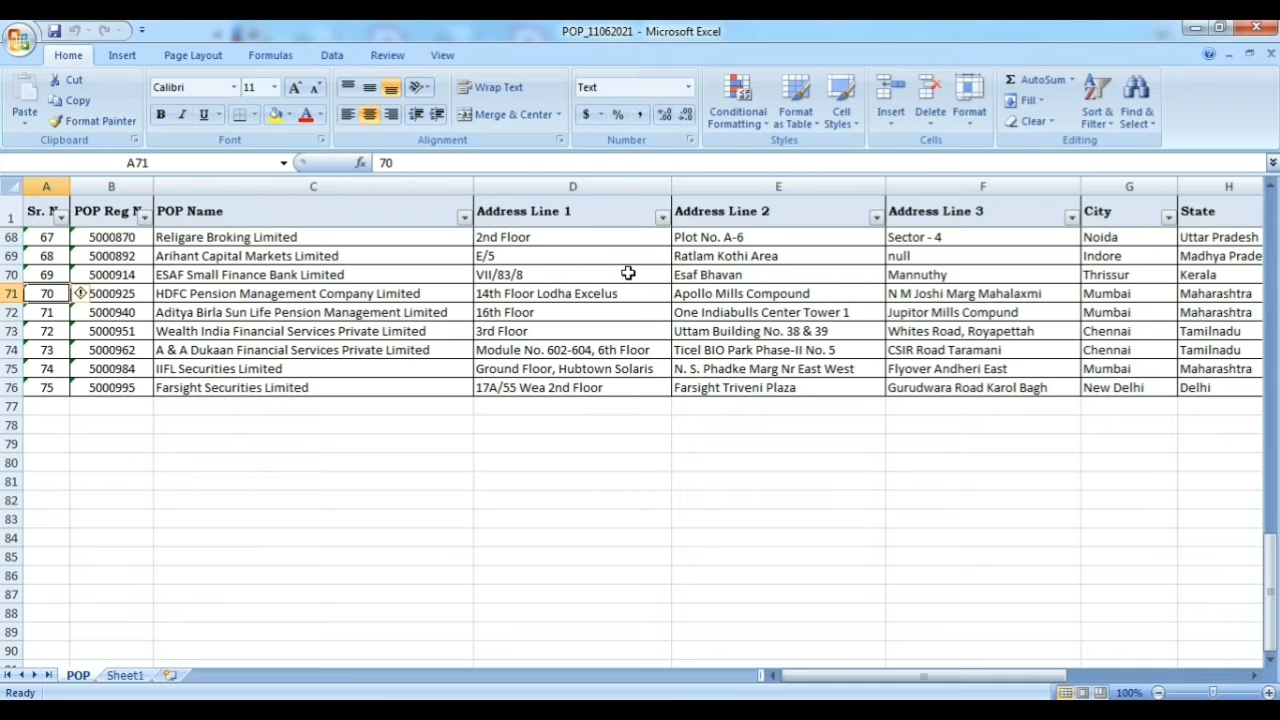 POP_11062021 - Microsoft Excel
Home Insert Page Layout Formulas Data Review View
Paste Cut Copy Format Painter Clipboard
Calibri 11 A A B I U A Font
Wrap Text Merge & Center Alignment
Text $ % , Number
Conditional Formatting Format as Table Cell Styles Styles
Insert Delete Format Cells
Σ AutoSum Fill Clear Sort & Filter Find & Select Editing
A71 fx 70
A B C D E F G H
1 Sr. N POP Reg N POP Name Address Line 1 Address Line 2 Address Line 3 City State
68 67 5000870 Religare Broking Limited 2nd Floor Plot No. A-6 Sector - 4 Noida Uttar Pradesh
69 68 5000892 Arihant Capital Markets Limited E/5 Ratlam Kothi Area null Indore Madhya Prade
70 69 5000914 ESAF Small Finance Bank Limited VII/83/8 Esaf Bhavan Mannuthy Thrissur Kerala
71 70 5000925 HDFC Pension Management Company Limited 14th Floor Lodha Excelus Apollo Mills Compound N M Joshi Marg Mahalaxmi Mumbai Maharashtra
72 71 5000940 Aditya Birla Sun Life Pension Management Limited 16th Floor One Indiabulls Center Tower 1 Jupitor Mills Compund Mumbai Maharashtra
73 72 5000951 Wealth India Financial Services Private Limited 3rd Floor Uttam Building No. 38 & 39 Whites Road, Royapettah Chennai Tamilnadu
74 73 5000962 A & A Dukaan Financial Services Private Limited Module No. 602-604, 6th Floor Ticel BIO Park Phase-II No. 5 CSIR Road Taramani Chennai Tamilnadu
75 74 5000984 IIFL Securities Limited Ground Floor, Hubtown Solaris N. S. Phadke Marg Nr East West Flyover Andheri East Mumbai Maharashtra
76 75 5000995 Farsight Securities Limited 17A/55 Wea 2nd Floor Farsight Triveni Plaza Gurudwara Road Karol Bagh New Delhi Delhi
77
78
79
80
81
82
83
84
85
86
87
88
89
90
POP Sheet1
Ready 100%